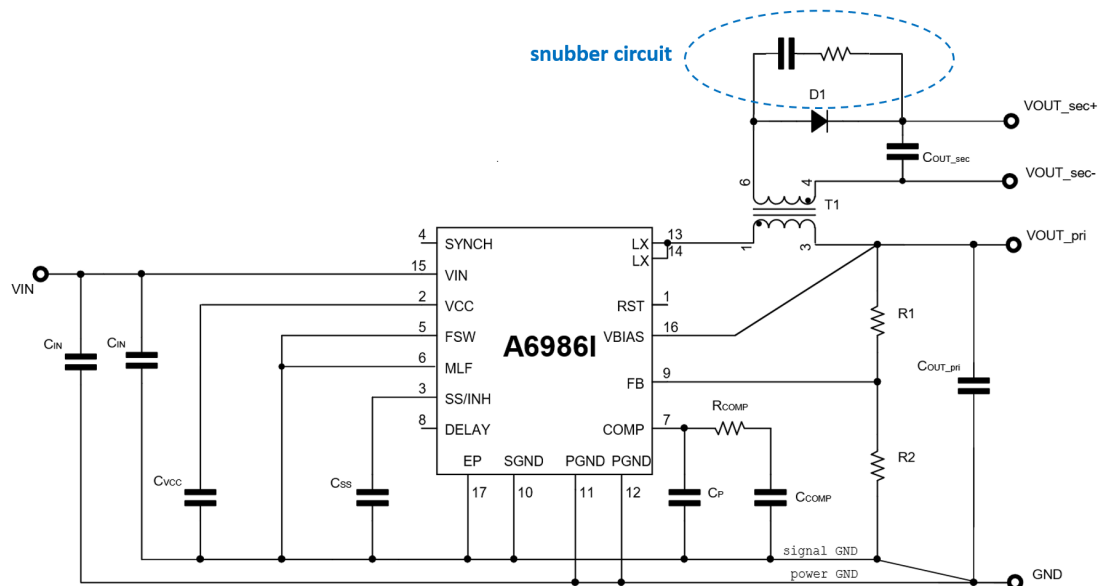 snubber circuit
D1
VOUT_sec+
COUT_sec
VOUT_sec-
6
4
T1
1
3
VOUT_pri
4
SYNCH
LX
13
LX
14
15
VIN
VIN
2
VCC
RST
1
5
FSW
VBIAS
16
R1
A6986I
CIN
CIN
6
MLF
FB
9
COUT_pri
3
SS/INH
8
DELAY
COMP
7
RCOMP
EP
SGND
PGND
PGND
R2
CVCC
CSS
17
10
11
12
CP
CCOMP
signal GND
power GND
GND